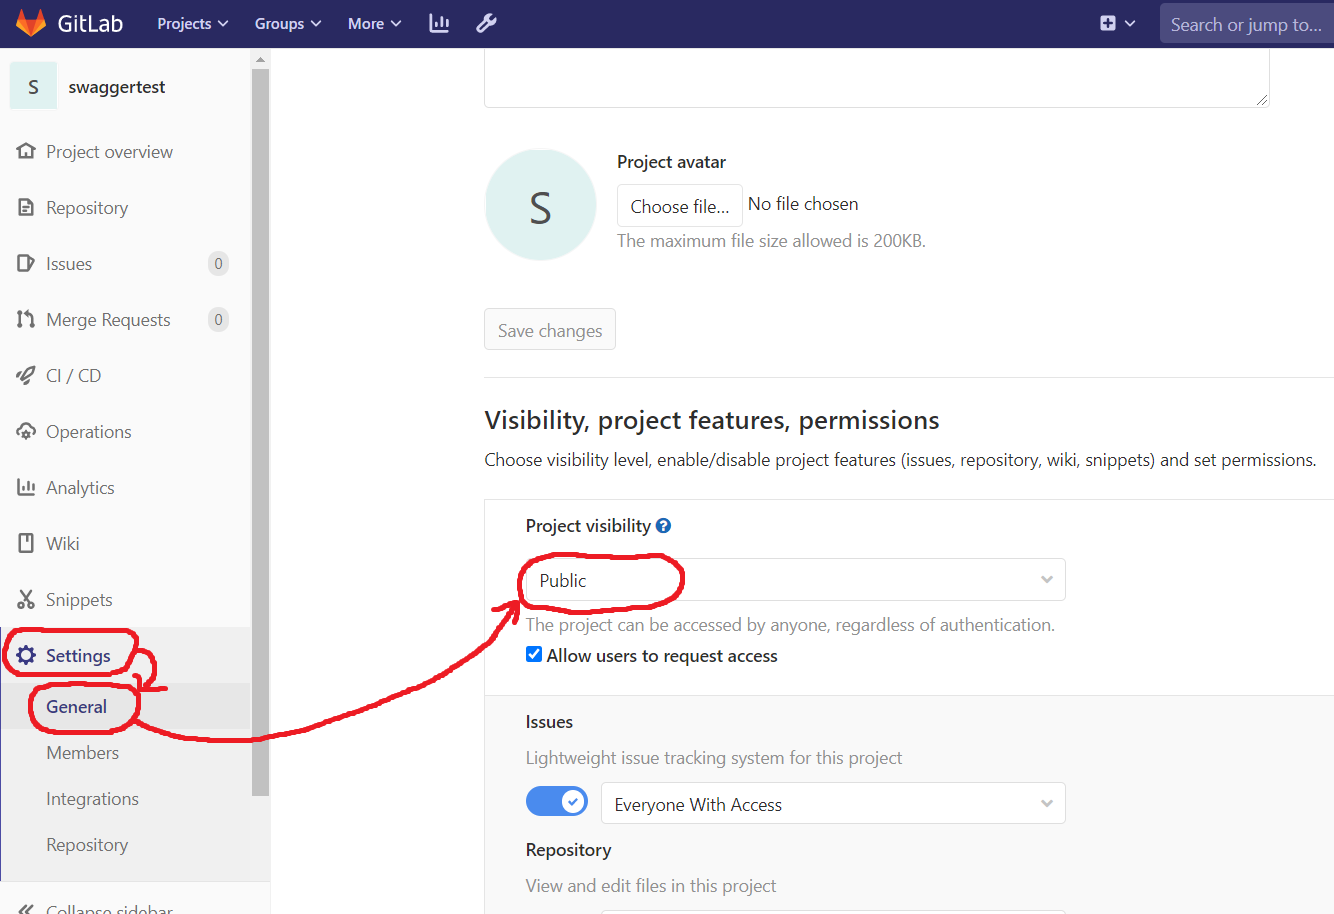 GitLab Projects Groups More Search or jump to...
S swaggertest
Project overview
Repository
Issues 0
Merge Requests 0
CI / CD
Operations
Analytics
Wiki
Snippets
Settings
General
Members
Integrations
Repository
Collapse sidebar
S
Project avatar
Choose file... No file chosen
The maximum file size allowed is 200KB.
Save changes
Visibility, project features, permissions
Choose visibility level, enable/disable project features (issues, repository, wiki, snippets) and set permissions.
Project visibility ?
Public
The project can be accessed by anyone, regardless of authentication.
Allow users to request access
Issues
Lightweight issue tracking system for this project
Everyone With Access
Repository
View and edit files in this project